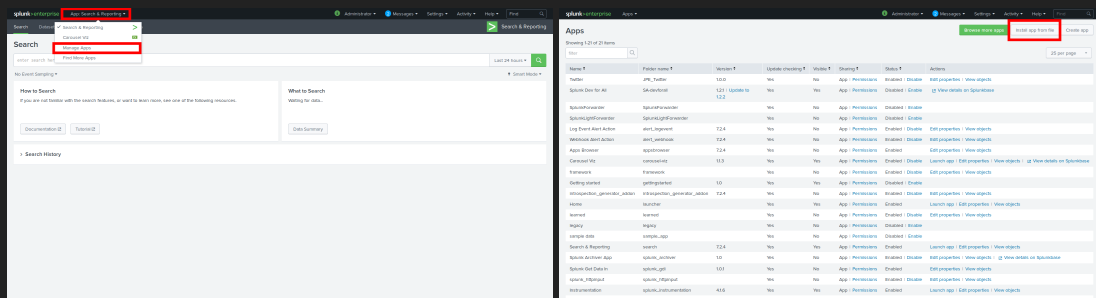 splunk>enterprise App: Search & Reporting ▾ Administrator ▾ Messages ▾ Settings ▾ Activity ▾ Help ▾ Find
Search Datasets Search & Reporting
✓ Search & Reporting
Carousel Viz
Manage Apps
Find More Apps
Search
enter search here Last 24 hours ▾
No Event Sampling ▾ Smart Mode ▾
How to Search
If you are not familiar with the search features, or want to learn more, see one of the following resources.
Documentation Tutorial
What to Search
Waiting for data...
Data Summary
> Search History
splunk>enterprise Apps ▾ Administrator ▾ Messages ▾ Settings ▾ Activity ▾ Help ▾ Find
Apps
Browse more apps Install app from file Create app
Showing 1-21 of 21 items
filter 25 per page ▾
Name Folder name Version Update checking Visible Sharing Status Actions
Twitter JPE_Twitter 1.0.0 Yes No App | Permissions Enabled | Disable Edit properties | View objects
Splunk Dev for All SA-devforall 1.2.1 | Update to 1.2.2 Yes Yes App | Permissions Disabled | Enable View details on Splunkbase
SplunkForwarder SplunkForwarder Yes No App | Permissions Disabled | Enable
SplunkLightForwarder SplunkLightForwarder Yes No App | Permissions Disabled | Enable
Log Event Alert Action alert_logevent 7.2.4 Yes No App | Permissions Enabled | Disable Edit properties | View objects
Webhook Alert Action alert_webhook 7.2.4 Yes No App | Permissions Enabled | Disable Edit properties | View objects
Apps Browser appsbrowser 7.2.4 Yes No App | Permissions Enabled Edit properties | View objects
Carousel Viz carousel-viz 1.1.3 Yes Yes App | Permissions Enabled | Disable Launch app | Edit properties | View objects | View details on Splunkbase
framework framework Yes No App | Permissions Enabled | Disable Edit properties | View objects
Getting started gettingstarted 1.0 Yes Yes App | Permissions Disabled | Enable
introspection_generator_addon introspection_generator_addon 7.2.4 Yes No App | Permissions Enabled | Disable Edit properties | View objects
Home launcher Yes Yes App | Permissions Enabled Launch app | Edit properties | View objects
learned learned Yes No App | Permissions Enabled | Disable Edit properties | View objects
legacy legacy Yes No App | Permissions Disabled | Enable
sample data sample_app Yes No App | Permissions Disabled | Enable
Search & Reporting search 7.2.4 Yes Yes App | Permissions Enabled Launch app | Edit properties | View objects
Splunk Archiver App splunk_archiver 1.0 Yes No App | Permissions Enabled | Disable Edit properties | View objects | View details on Splunkbase
Splunk Get Data In splunk_gdi 1.0.1 Yes No App | Permissions Enabled Edit properties | View objects
splunk_httpinput splunk_httpinput Yes No App | Permissions Enabled | Disable Edit properties | View objects
Instrumentation splunk_instrumentation 4.1.6 Yes Yes App | Permissions Enabled Launch app | Edit properties | View objects